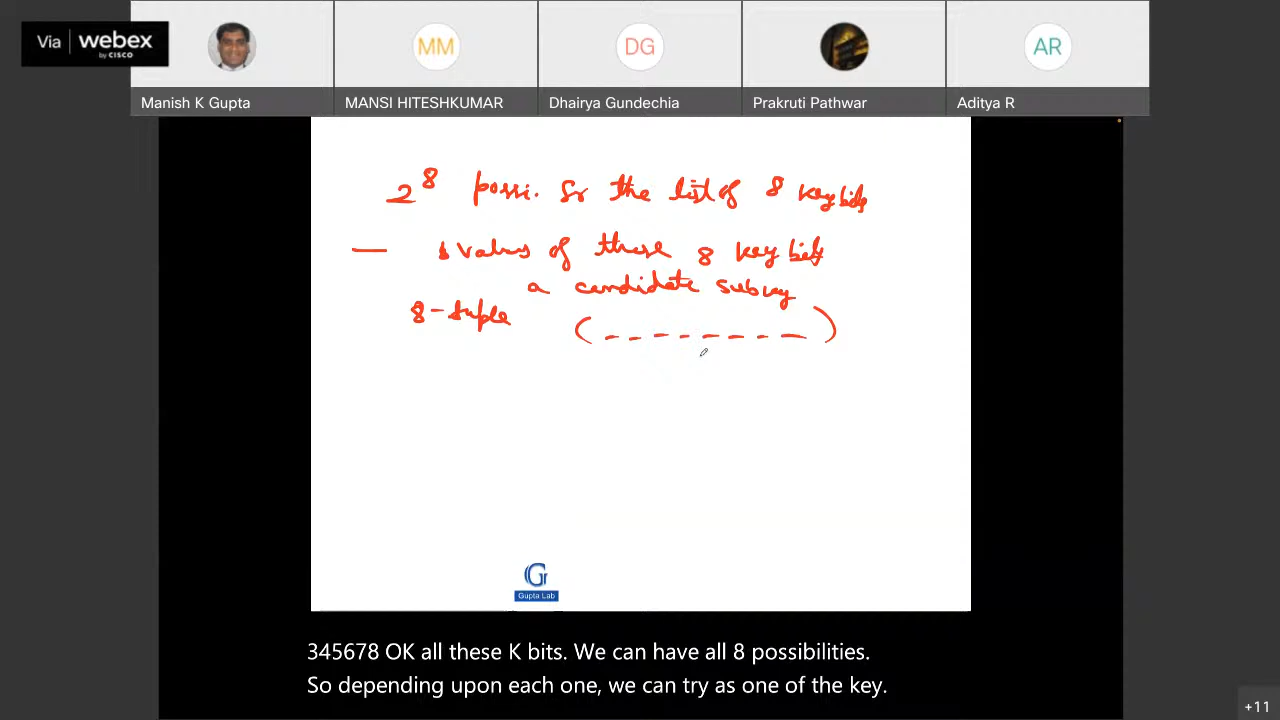 Via webex
by CISCO
MM DG AR
Manish K Gupta MANSI HITESHKUMAR Dhairya Gundechia Prakruti Pathwar Aditya R
2^8 possi. for the list of 8 key bits
— values of these 8 key bits
a candidate subkey
8-tuple ( _ _ _ _ _ _ _ _ )
G
Gupta Lab
345678 OK all these K bits. We can have all 8 possibilities.
So depending upon each one, we can try as one of the key.
+11